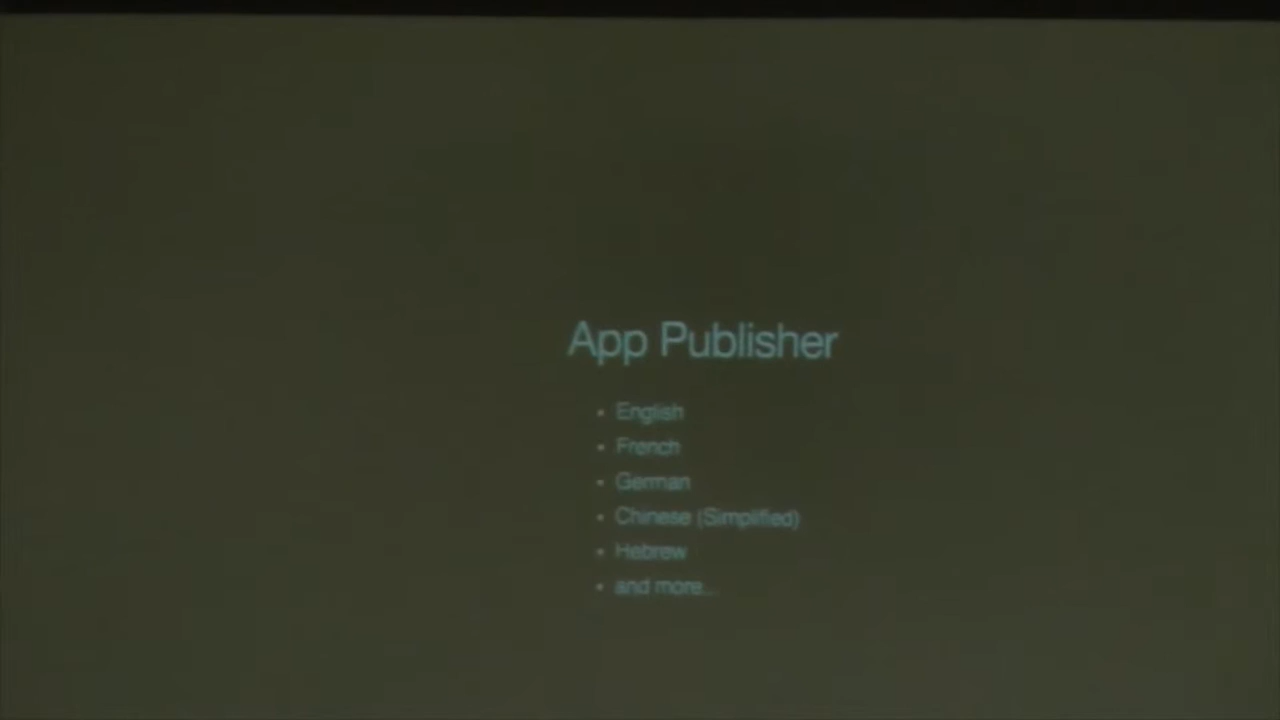 App Publisher
• English
• French
• German
• Chinese (Simplified)
• Hebrew
• and more...